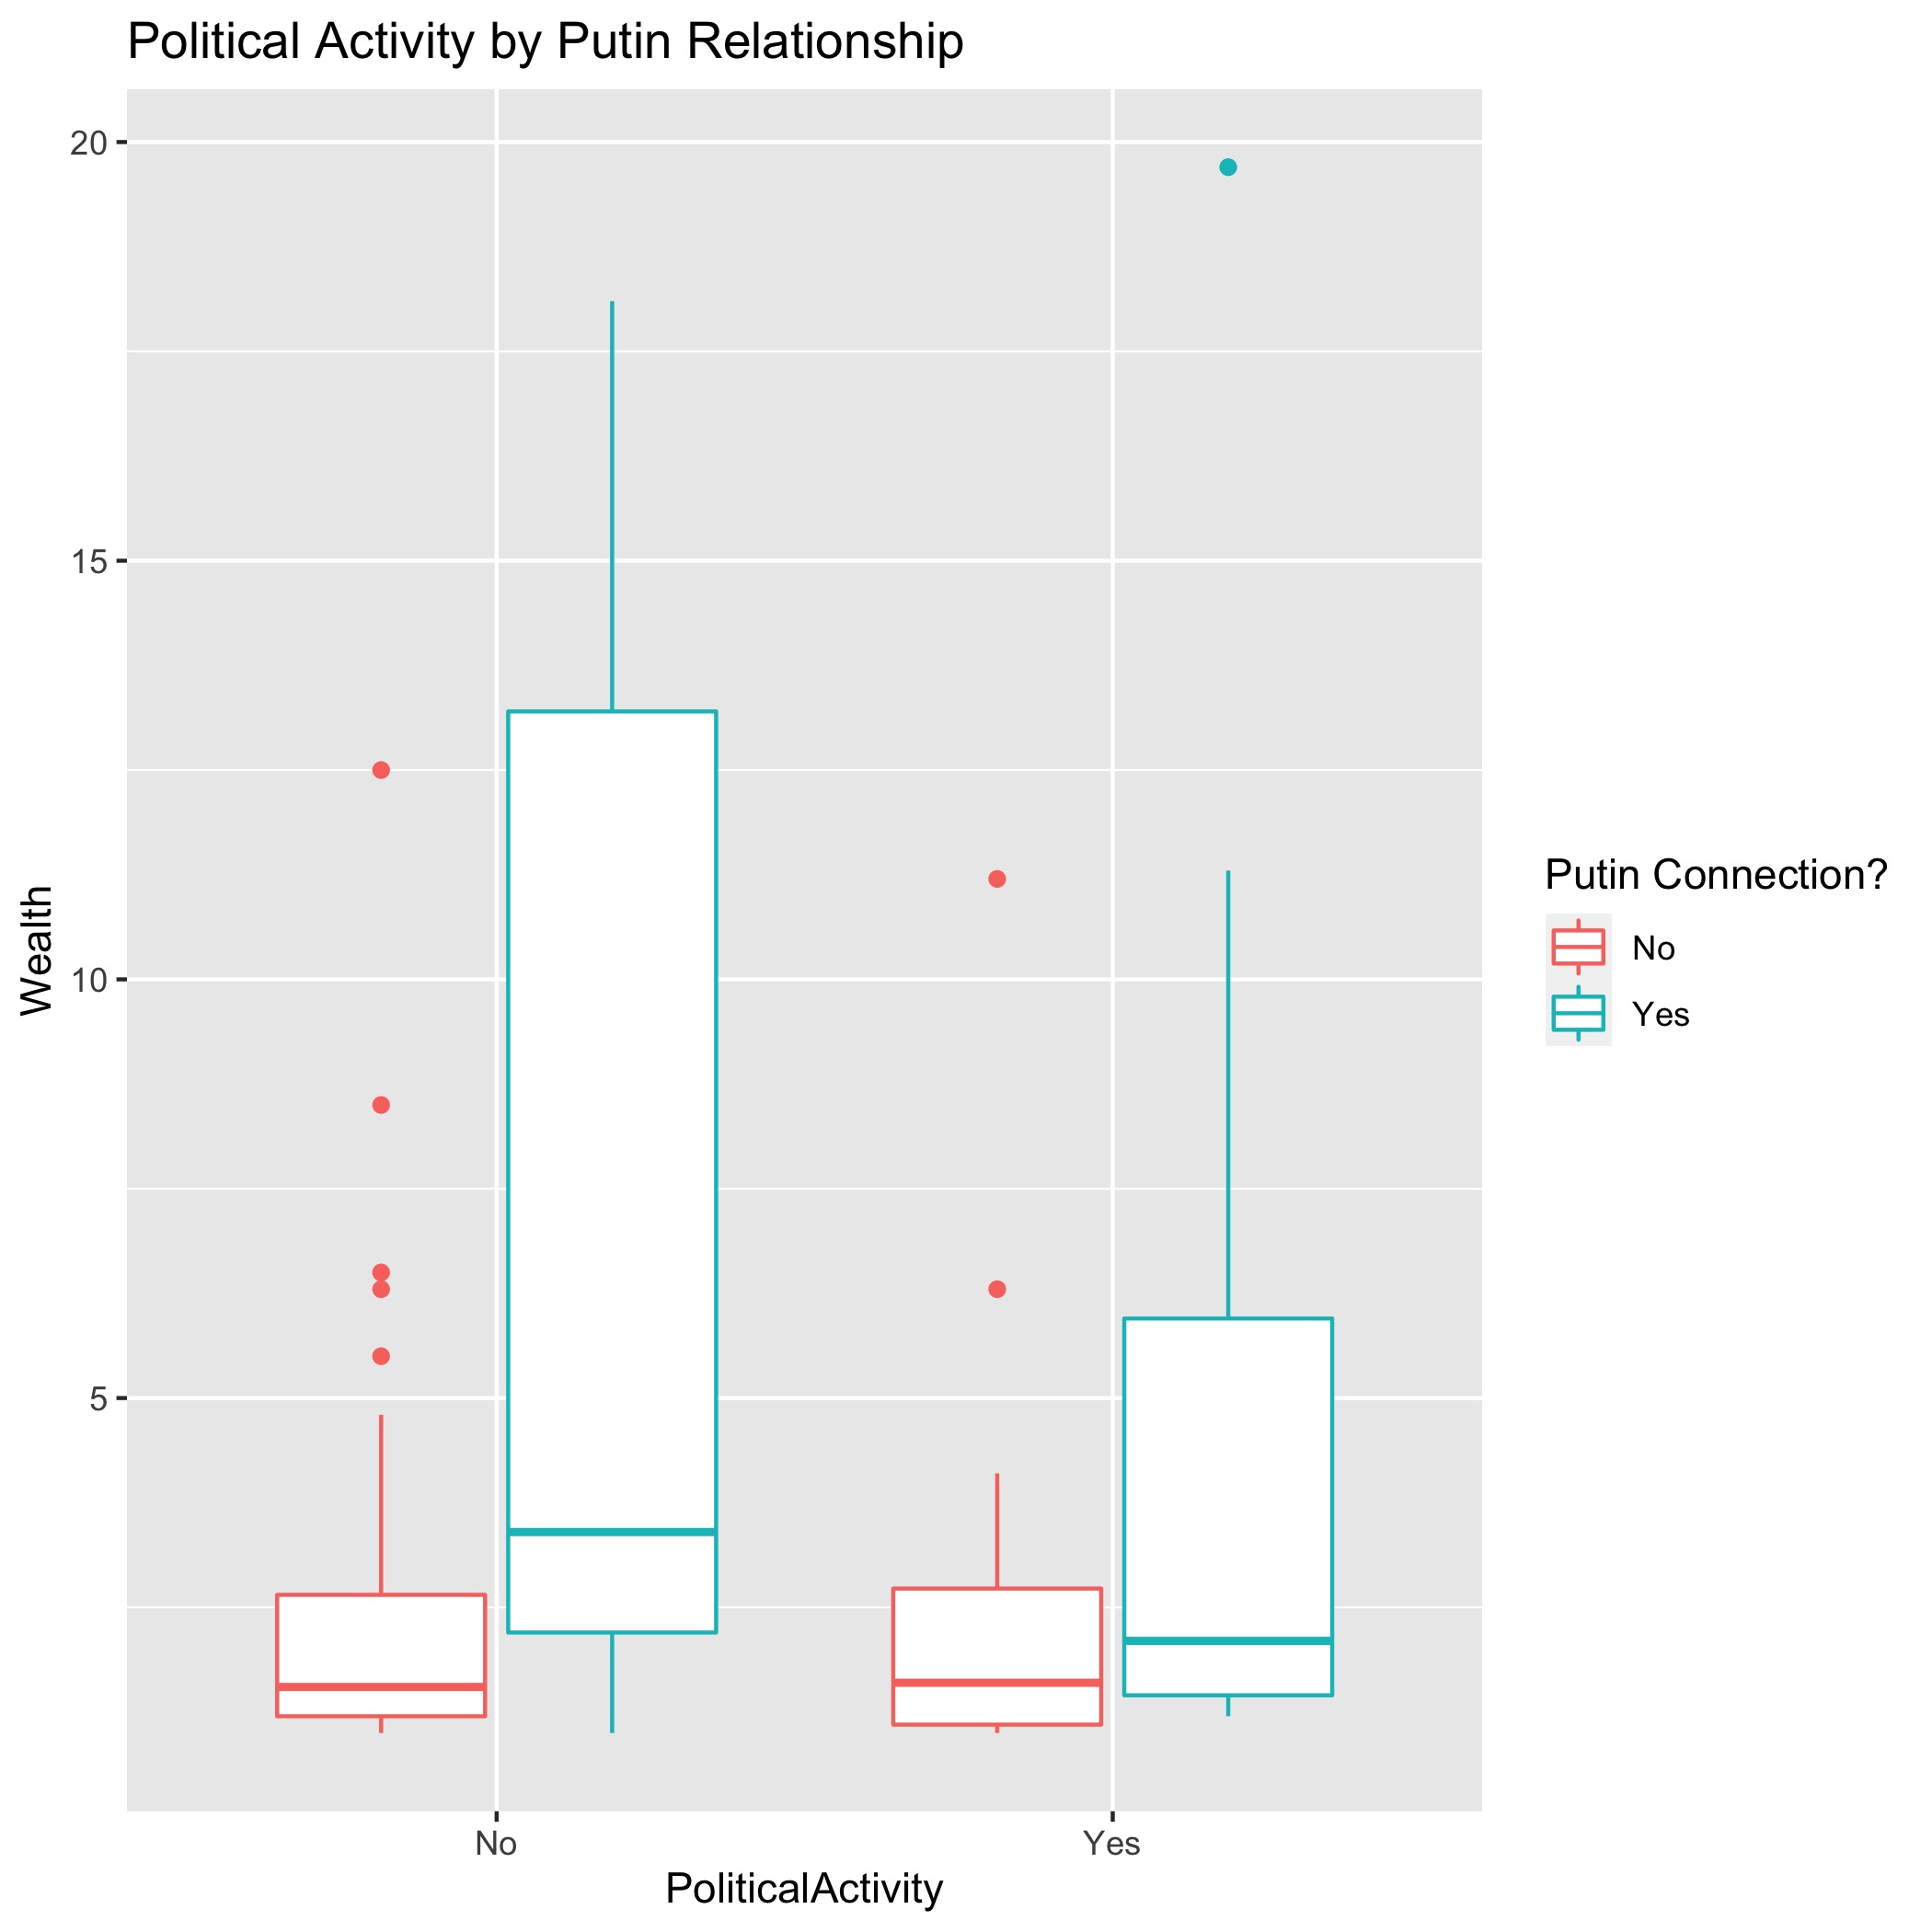 Political Activity by Putin Relationship
20
15
10
5
Wealth
No
Yes
PoliticalActivity
Putin Connection?
No
Yes